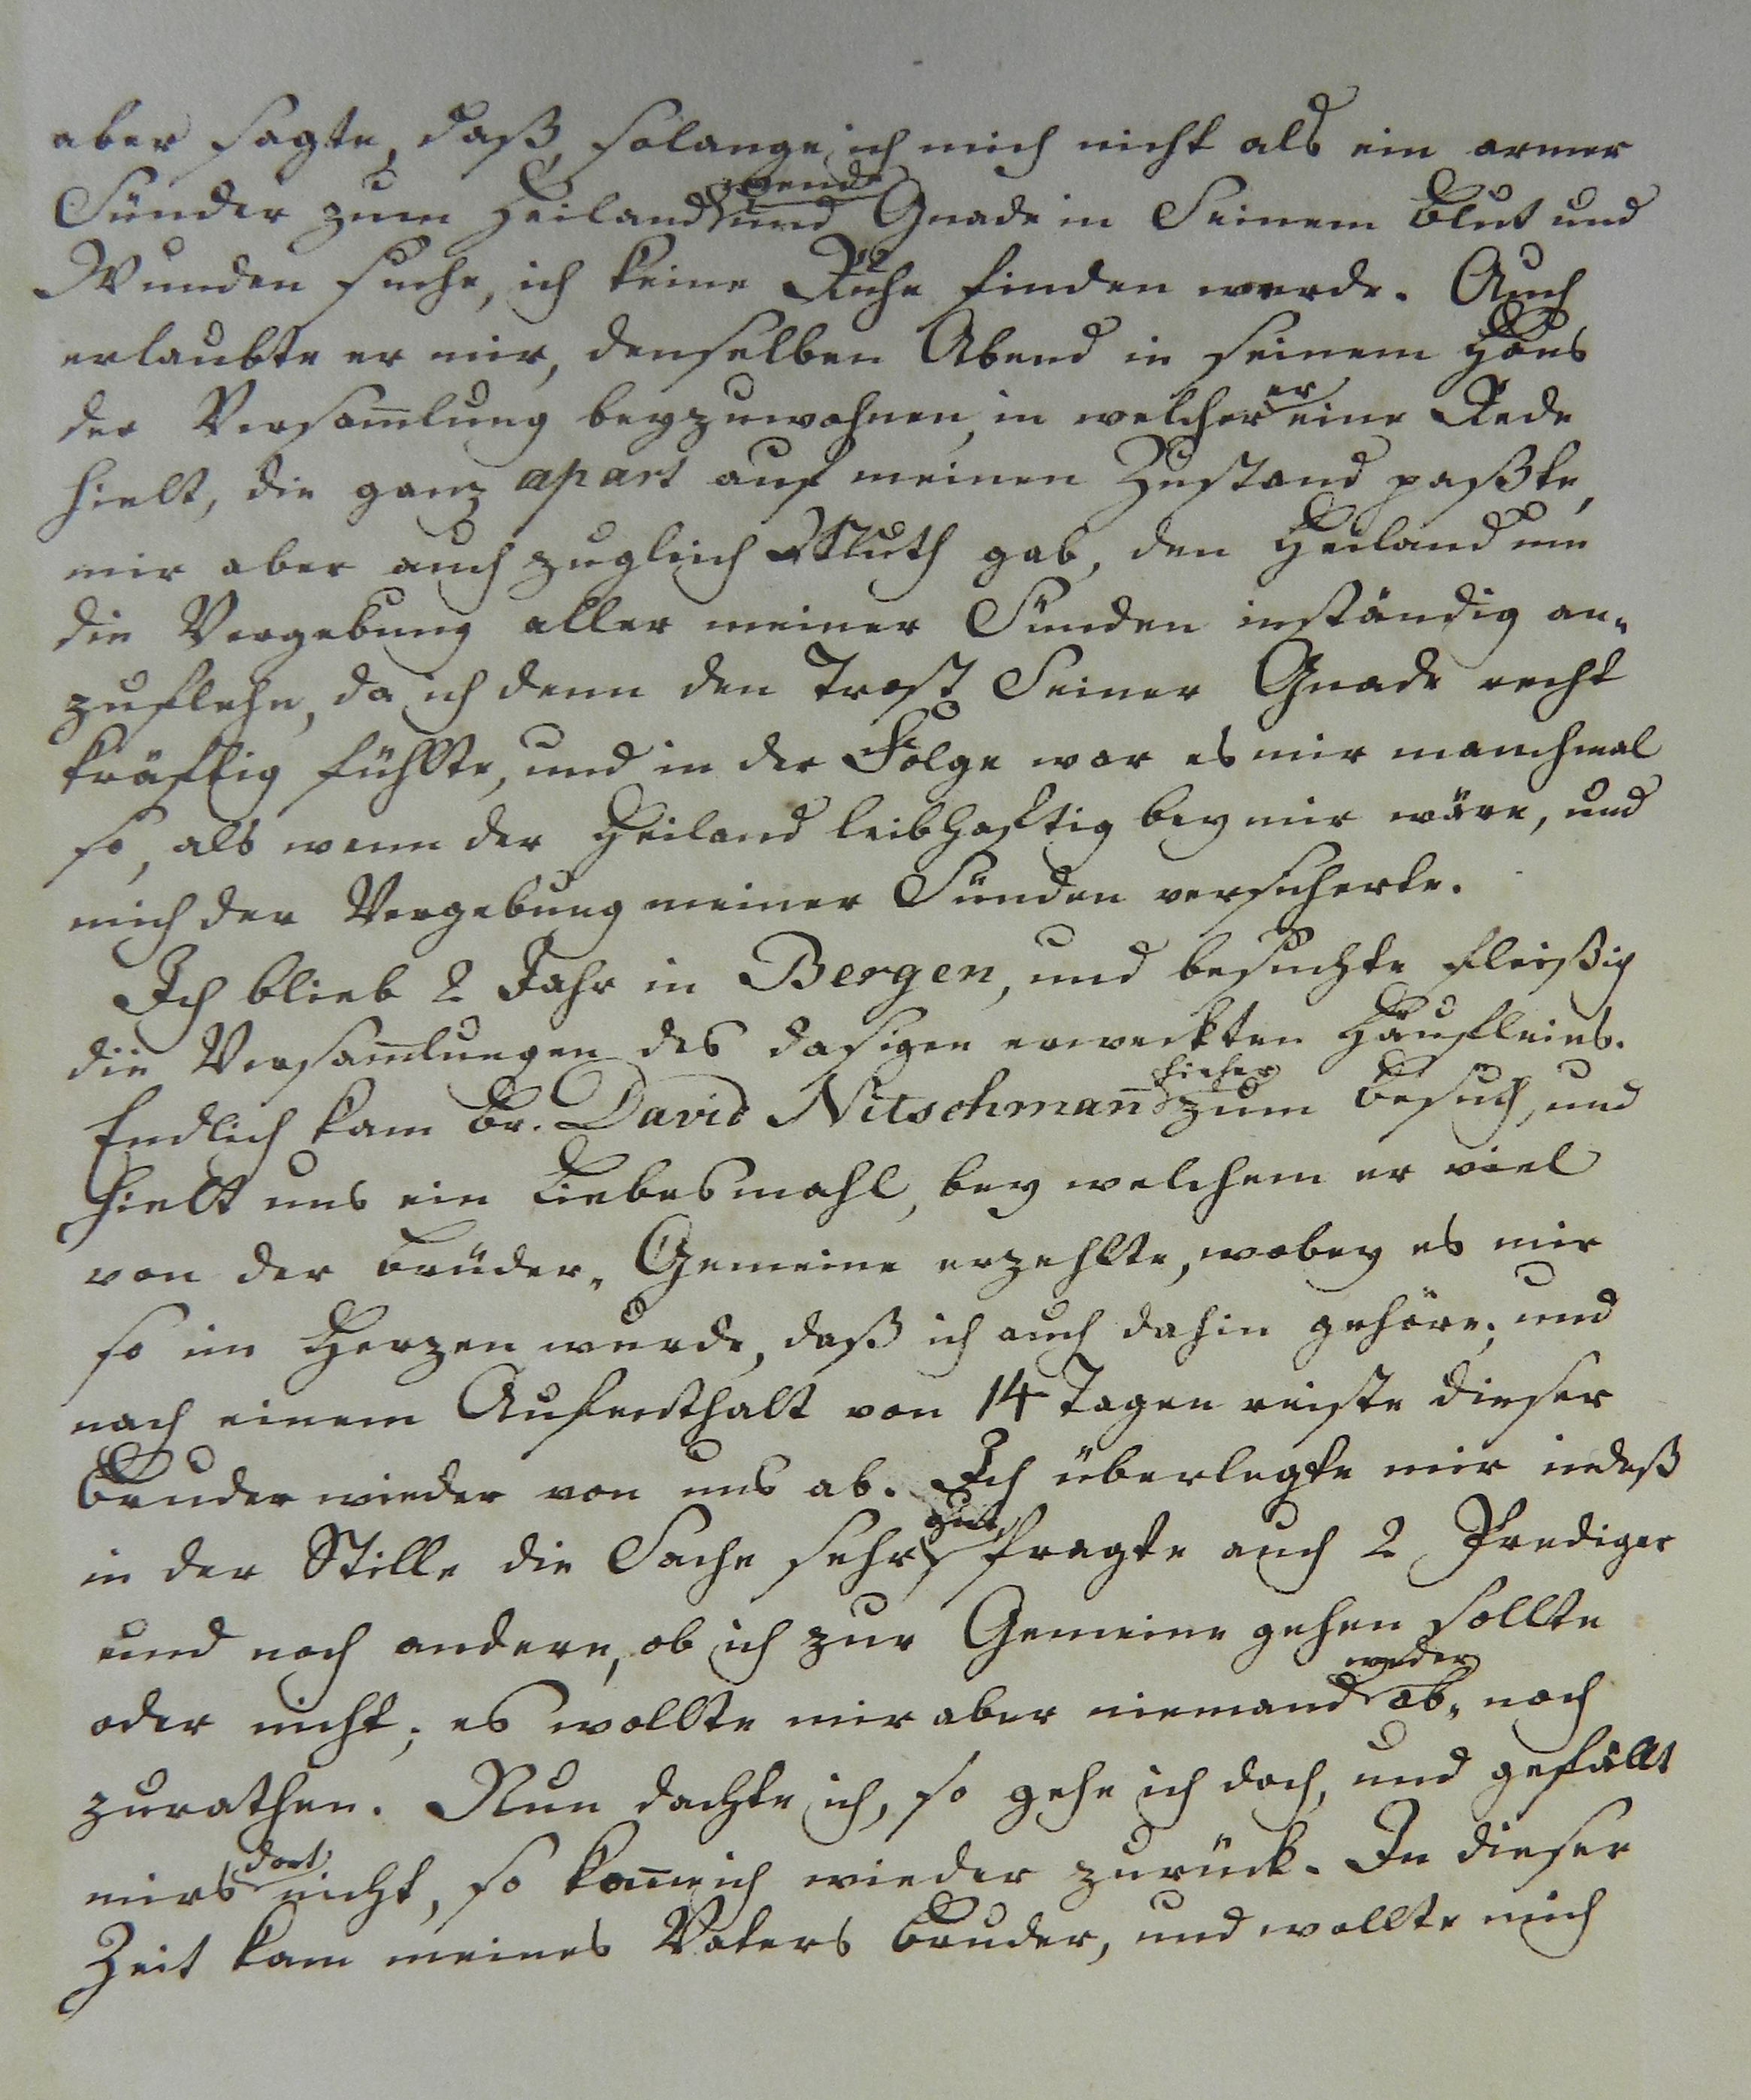 aber sagte, daß, solange ich mich nicht als ein armer
Sünder zum Heiland wende und Gnade in Seinem Blut und
Wunden suche, ich keine Ruhe finden werde. Auch
erlaubte er mir, denselben Abend in seinem Haus
der Versam̅lung beyzuwohnen, in welcher er eine Rede
hielt, die ganz apart auf meinen Zustand paßte,
mir aber auch zugleich Muth gab, den Heiland um
die Vergebung aller meiner Sünden inständig an-
zuflehn, da ich denn den Trost Seiner Gnade recht
kräftig fühlte, und in der Folge war es mir manchmal
so, als wenn der Heiland leibhaftig bey mir wäre, und
mich der Vergebung meiner Sünden versicherte.
Ich blieb 2 Jahr in Bergen, und besuchte fleißig
die Versam̅lungen des dasigen erweckten Häufleins.
Endlich kam Br. David Nitschman̅ hieher zum Besuch, und
hielt uns ein Liebesmahl, bey welchem er viel
von der Brüder-Gemeine erzehlte, wobey es mir
so im Herzen wurde, daß ich auch dahin gehöre; und
nach einem Aufenthalt von 14 Tagen reiste dieser
Bruder wieder von uns ab. Ich überlegte mir indeß
in der Stille die Sache sehr gut, fragte auch 2 Prediger
und noch andere, ob ich zur Gemeine gehen sollte
oder nicht; es wollte mir aber niemand weder ab- noch
zurathen. Nun dachte ich, so gehe ich doch, und gefällt
mirs dort nicht, so kom̅ ich wieder zurück. In dieser
Zeit kam meines Vaters Bruder, und wollte mich